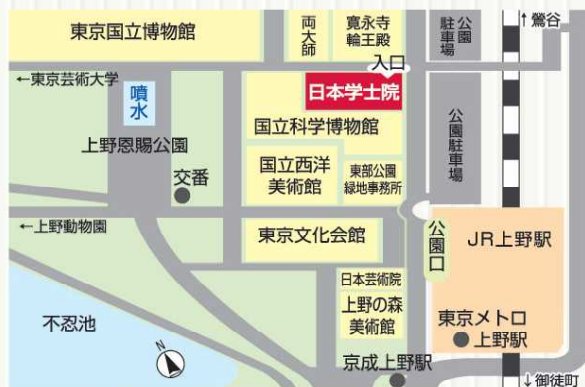 東京国立博物館
両大師
寛永寺
輪王殿
公園
駐車場
↑鶯谷
入口
←東京芸術大学
噴水
日本学士院
国立科学博物館
公園駐車場
上野恩賜公園
国立西洋
美術館
東部公園
緑地事務所
交番
←上野動物園
東京文化会館
公園口
JR上野駅
日本芸術院
上野の森
美術館
不忍池
東京メトロ
上野駅
N
京成上野駅
↓御徒町